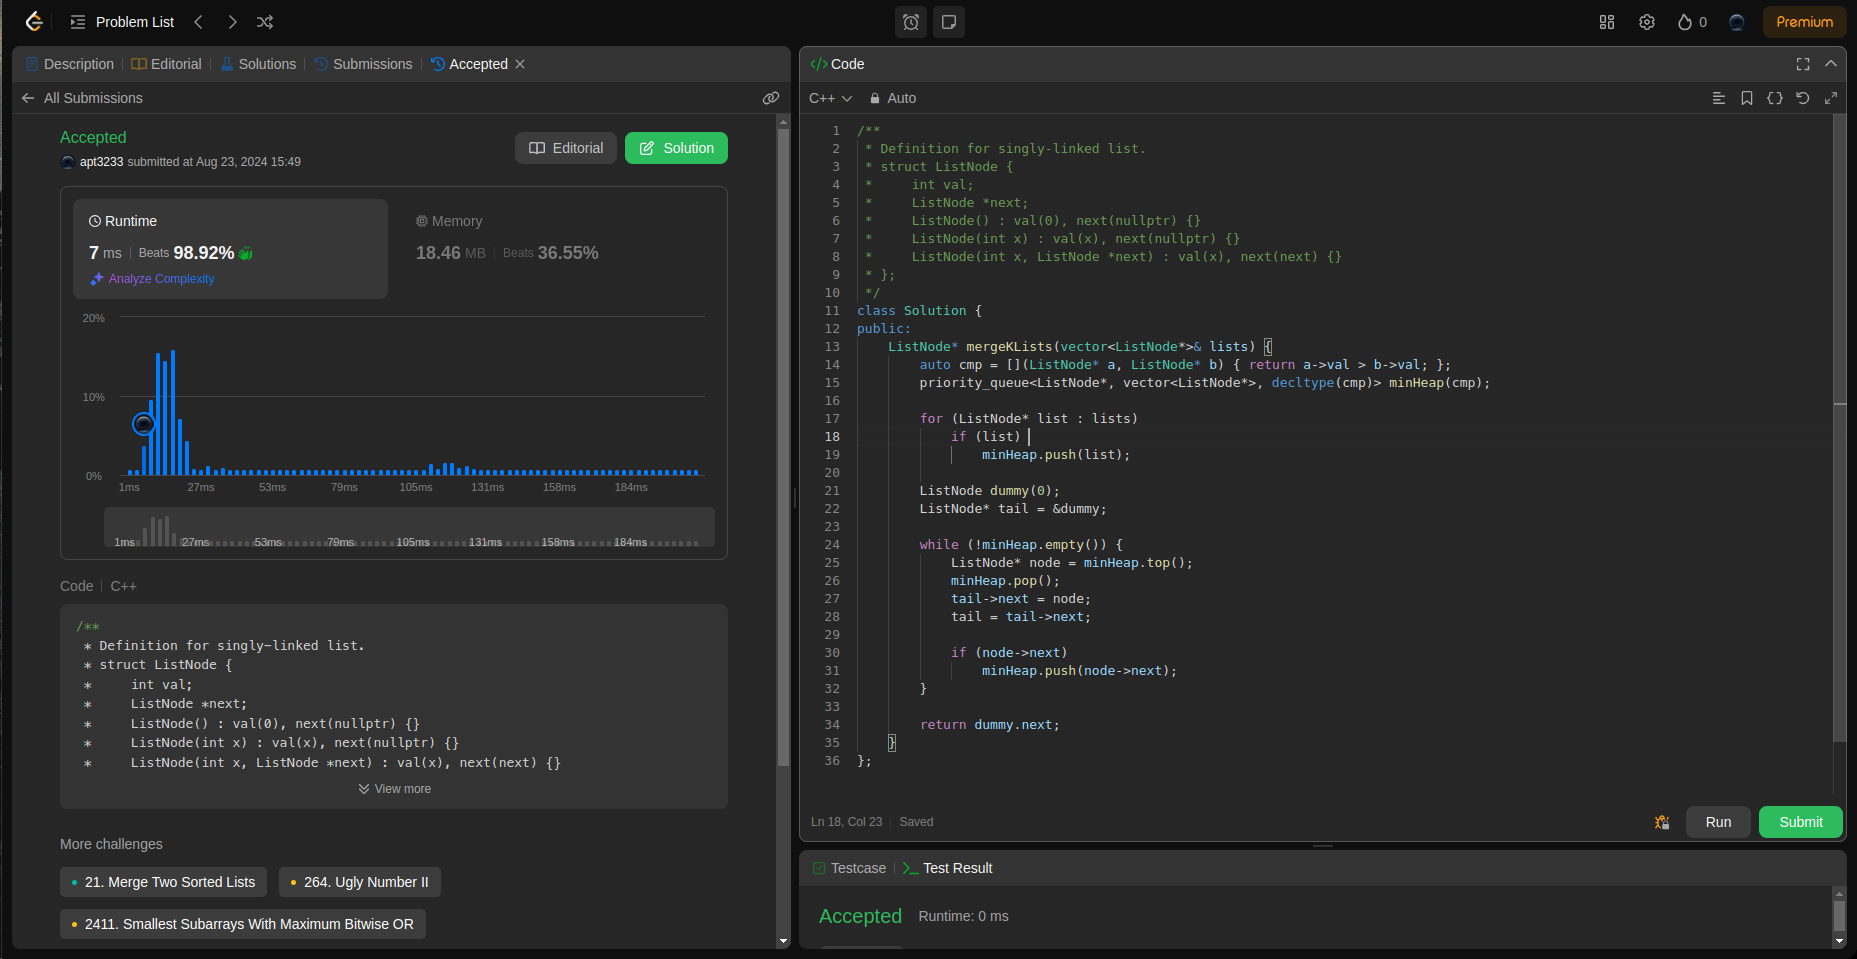 Problem List
0
Premium
Description
Editorial
Solutions
Submissions
Accepted
All Submissions
Accepted
apt3233 submitted at Aug 23, 2024 15:49
Editorial
Solution
Runtime
7 ms
Beats 98.92%
Analyze Complexity
Memory
18.46 MB
Beats 36.55%
20%
10%
0%
1ms 27ms 53ms 79ms 105ms 131ms 158ms 184ms
1ms 27ms 53ms 79ms 105ms 131ms 158ms 184ms
Code
C++
/**
 * Definition for singly-linked list.
 * struct ListNode {
 *     int val;
 *     ListNode *next;
 *     ListNode() : val(0), next(nullptr) {}
 *     ListNode(int x) : val(x), next(nullptr) {}
 *     ListNode(int x, ListNode *next) : val(x), next(next) {}
View more
More challenges
21. Merge Two Sorted Lists
264. Ugly Number II
2411. Smallest Subarrays With Maximum Bitwise OR
</> Code
C++
Auto
1 /**
2  * Definition for singly-linked list.
3  * struct ListNode {
4  *     int val;
5  *     ListNode *next;
6  *     ListNode() : val(0), next(nullptr) {}
7  *     ListNode(int x) : val(x), next(nullptr) {}
8  *     ListNode(int x, ListNode *next) : val(x), next(next) {}
9  * };
10  */
11 class Solution {
12 public:
13     ListNode* mergeKLists(vector<ListNode*>& lists) {
14         auto cmp = [](ListNode* a, ListNode* b) { return a->val > b->val; };
15         priority_queue<ListNode*, vector<ListNode*>, decltype(cmp)> minHeap(cmp);
16
17         for (ListNode* list : lists)
18             if (list)
19                 minHeap.push(list);
20
21         ListNode dummy(0);
22         ListNode* tail = &dummy;
23
24         while (!minHeap.empty()) {
25             ListNode* node = minHeap.top();
26             minHeap.pop();
27             tail->next = node;
28             tail = tail->next;
29
30             if (node->next)
31                 minHeap.push(node->next);
32         }
33
34         return dummy.next;
35     }
36 };
Ln 18, Col 23
Saved
Run
Submit
Testcase
Test Result
Accepted
Runtime: 0 ms